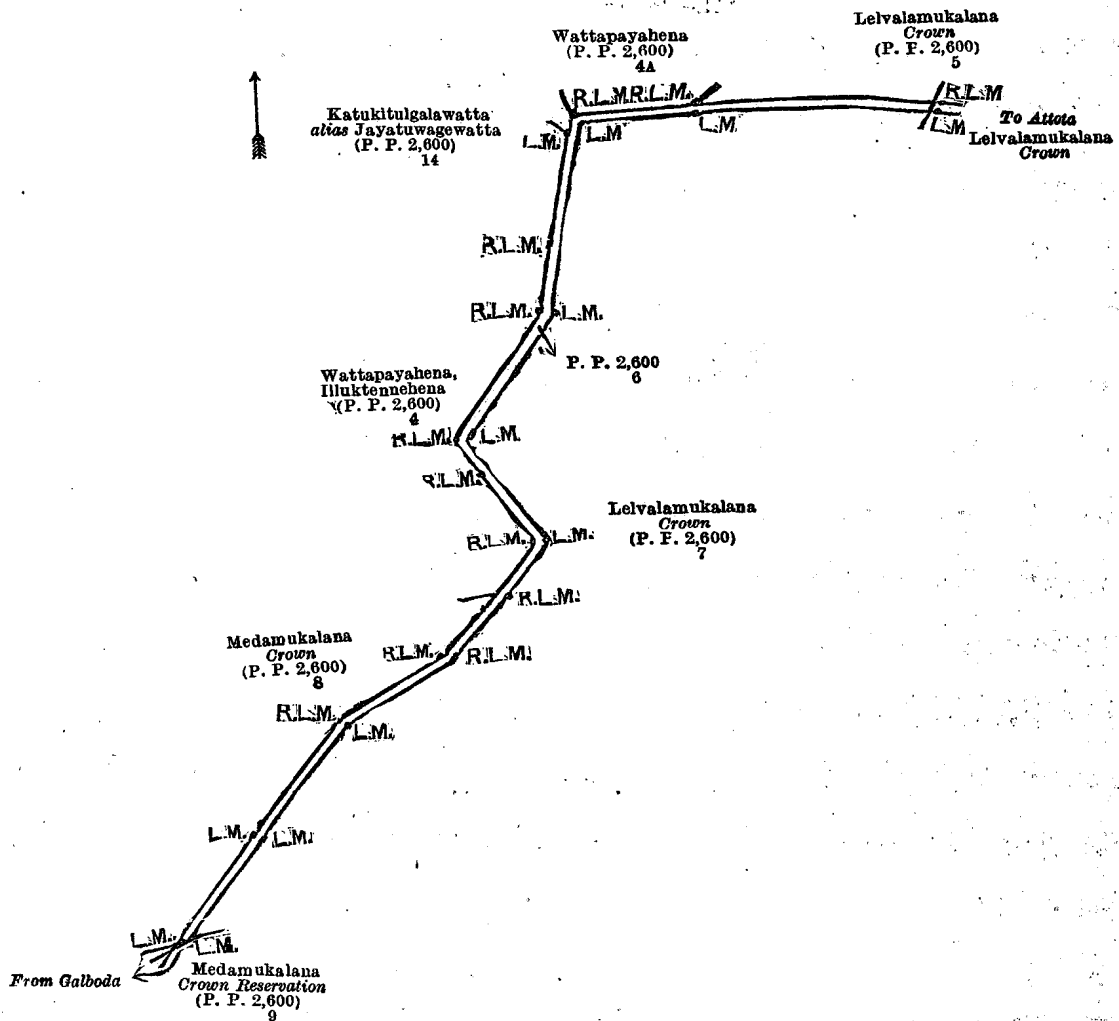 Wattapayahena
(P. P. 2,600)
4A
Lelvalamukalana
Crown
(P. P. 2,600)
5
R.L.M.
R.L.M.
R.L.M
Katukitulgalawatta
alias Jayatuwagewatta
(P. P. 2,600)
14
L.M.
L.M
L.M.
L.M
To Attota
Lelvalamukalana
Crown
R.L.M.
R.L.M.
L.M.
P. P. 2,600
6
Wattapayahena,
Illuktennehena
(P. P. 2,600)
4
R.L.M.
L.M.
R.L.M.
Lelvalamukalana
Crown
(P. P. 2,600)
7
R.L.M.
L.M.
R.L.M.
Medamukalana
Crown
(P. P. 2,600)
8
R.L.M.
R.L.M.
R.L.M.
L.M.
L.M.
L.M.
L.M.
L.M.
From Galboda
Medamukalana
Crown Reservation
(P. P. 2,600)
9